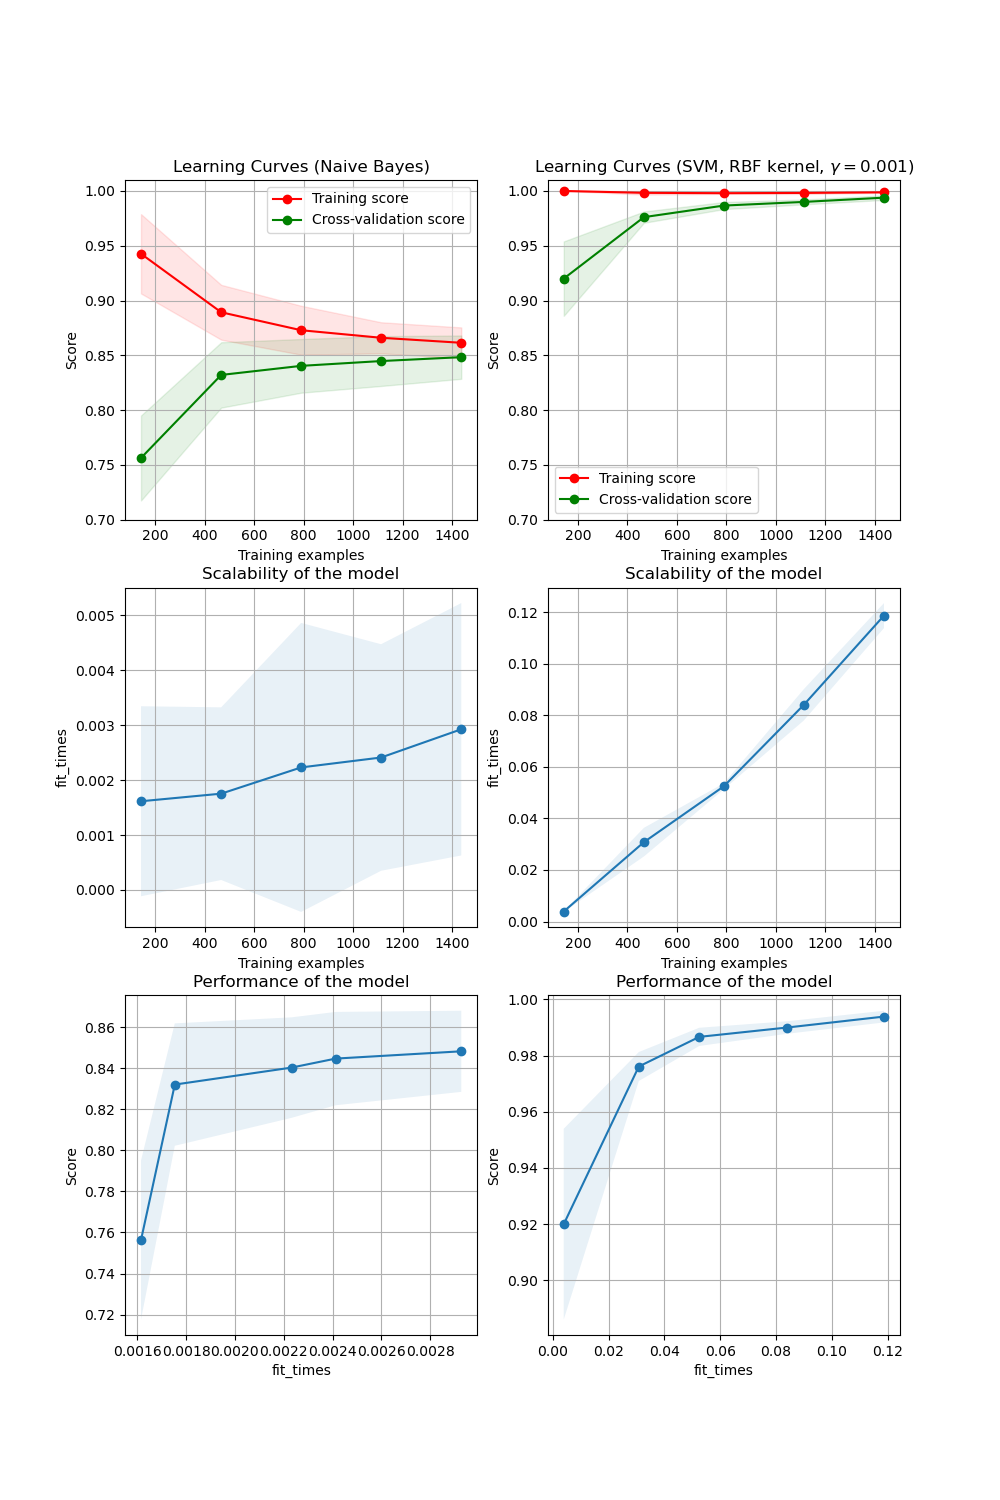 Learning Curves (Naive Bayes)
1.00
0.95
0.90
0.85
0.80
0.75
0.70
Score
Training score
Cross-validation score
200 400 600 800 1000 1200 1400
Training examples
Learning Curves (SVM, RBF kernel, γ = 0.001)
1.00
0.95
0.90
0.85
0.80
0.75
0.70
Score
Training score
Cross-validation score
200 400 600 800 1000 1200 1400
Training examples
Scalability of the model
0.005
0.004
0.003
0.002
0.001
0.000
fit_times
200 400 600 800 1000 1200 1400
Training examples
Scalability of the model
0.12
0.10
0.08
0.06
0.04
0.02
0.00
fit_times
200 400 600 800 1000 1200 1400
Training examples
Performance of the model
0.86
0.84
0.82
0.80
0.78
0.76
0.74
0.72
Score
0.0016 0.0018 0.0020 0.0022 0.0024 0.0026 0.0028
fit_times
Performance of the model
1.00
0.98
0.96
0.94
0.92
0.90
Score
0.00 0.02 0.04 0.06 0.08 0.10 0.12
fit_times